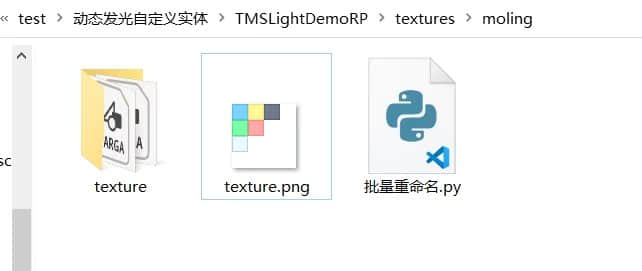 « test > 动态发光自定义实体 > TMSLightDemoRP > textures > moling
sc
ARGA
texture
texture.png
批量重命名.py